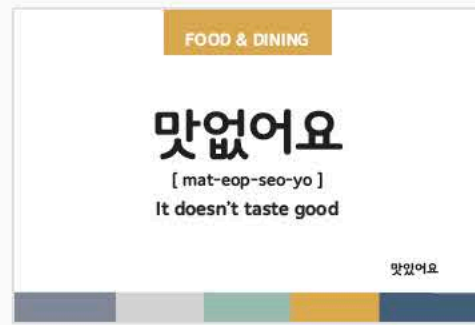 FOOD & DINING
맛없어요
[ mat-eop-seo-yo ]
It doesn't taste good
맛있어요